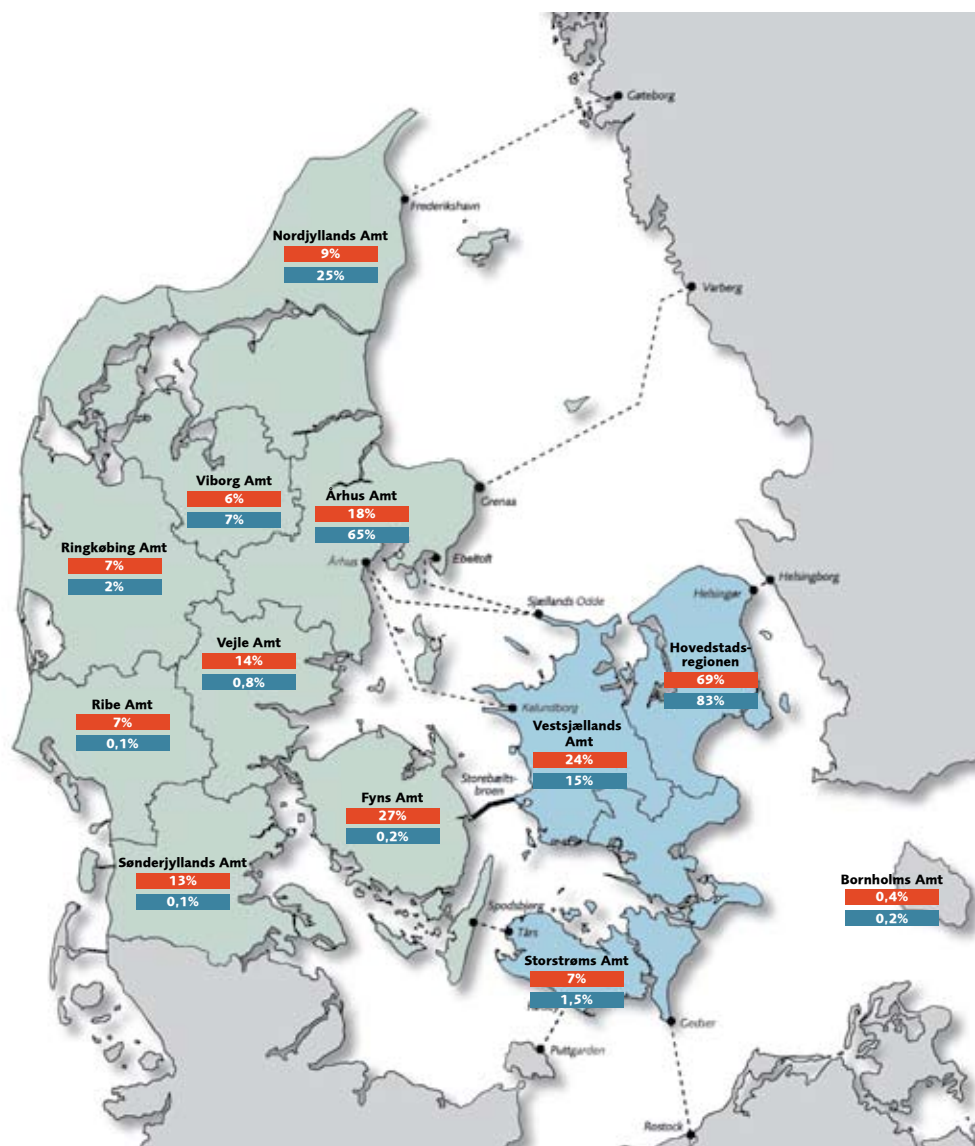 Gøteborg
Frederikshavn
Nordjyllands Amt
9%
25%
Varberg
Viborg Amt
6%
7%
Århus Amt
18%
65%
Grenaa
Ringkøbing Amt
7%
2%
Århus
Ebeltoft
Helsingborg
Helsingør
Sjællands Odde
Vejle Amt
14%
0,8%
Hovedstads-
regionen
69%
83%
Ribe Amt
7%
0,1%
Kalundborg
Vestsjællands
Amt
24%
15%
Storebælts-
broen
Fyns Amt
27%
0,2%
Sønderjyllands Amt
13%
0,1%
Bornholms Amt
0,4%
0,2%
Spodsbjerg
Tårs
Storstrøms Amt
7%
1,5%
Gedser
Puttgarden
Rostock